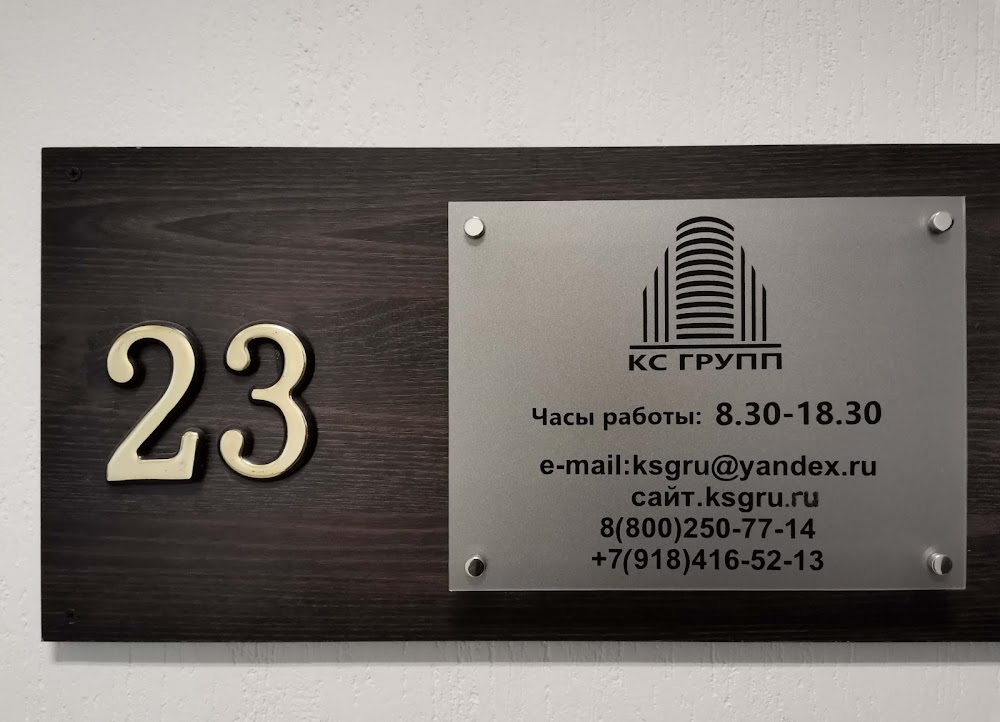 23
КС ГРУПП
Часы работы: 8.30-18.30
e-mail:ksgru@yandex.ru
сайт.ksgru.ru
8(800)250-77-14
+7(918)416-52-13